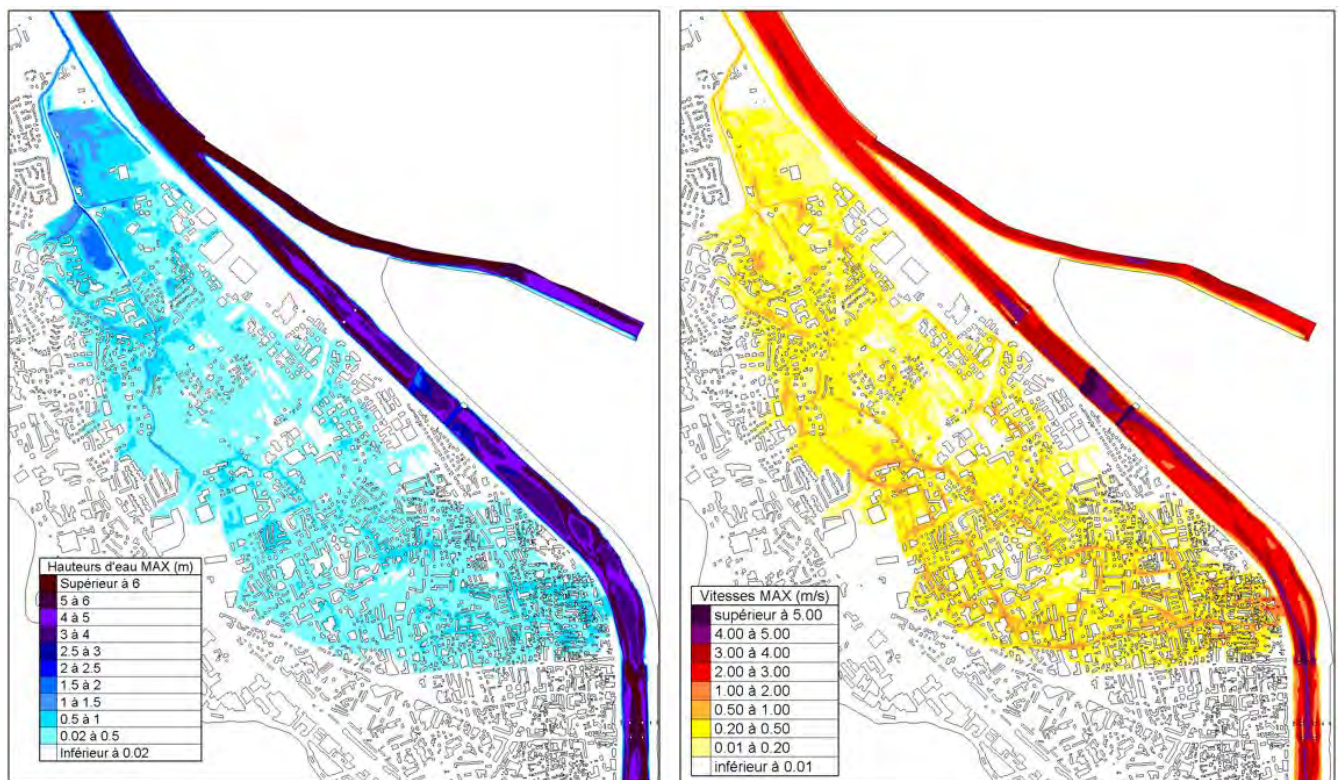 Hauteurs d'eau MAX (m)
Supérieur à 6
5 à 6
4 à 5
3 à 4
2.5 à 3
2 à 2.5
1.5 à 2
1 à 1.5
0.5 à 1
0.02 à 0.5
Inférieur à 0.02
Vitesses MAX (m/s)
supérieur à 5.00
4.00 à 5.00
3.00 à 4.00
2.00 à 3.00
1.00 à 2.00
0.50 à 1.00
0.20 à 0.50
0.01 à 0.20
inférieur à 0.01